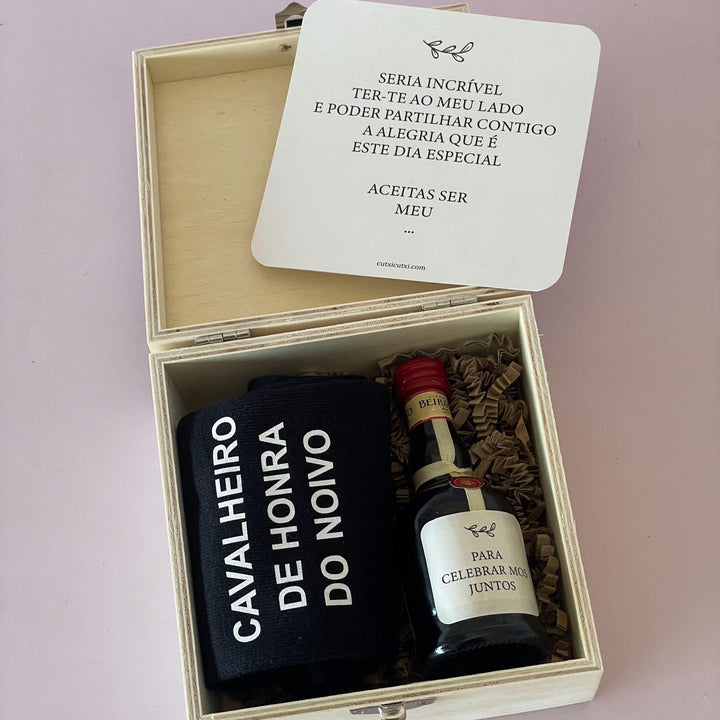 SERIA INCRÍVEL
TER-TE AO MEU LADO
E PODER PARTILHAR CONTIGO
A ALEGRIA QUE É
ESTE DIA ESPECIAL
ACEITAS SER
MEU
...
cutxicutxi.com
CAVALHEIRO
DE HONRA
DO NOIVO
PARA
CELEBRAR MOS
JUNTOS